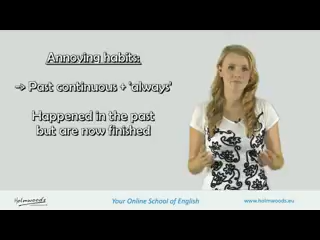 Annoying habits:
-> Past continuous + 'always'
Happened in the past
but are now finished
Holmwoods
Your Online School of English
www.holmwoods.eu